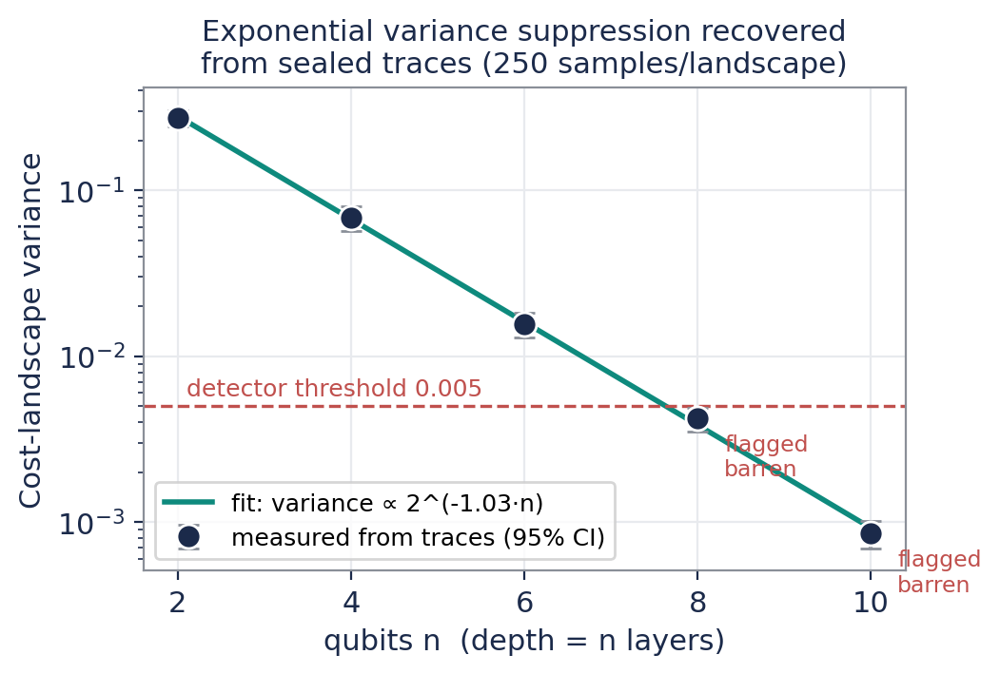 Exponential variance suppression recovered
from sealed traces (250 samples/landscape)
Cost-landscape variance
10⁻¹
10⁻²
10⁻³
detector threshold 0.005
flagged
barren
flagged
barren
fit: variance ∝ 2^(-1.03·n)
measured from traces (95% CI)
2 4 6 8 10
qubits n (depth = n layers)